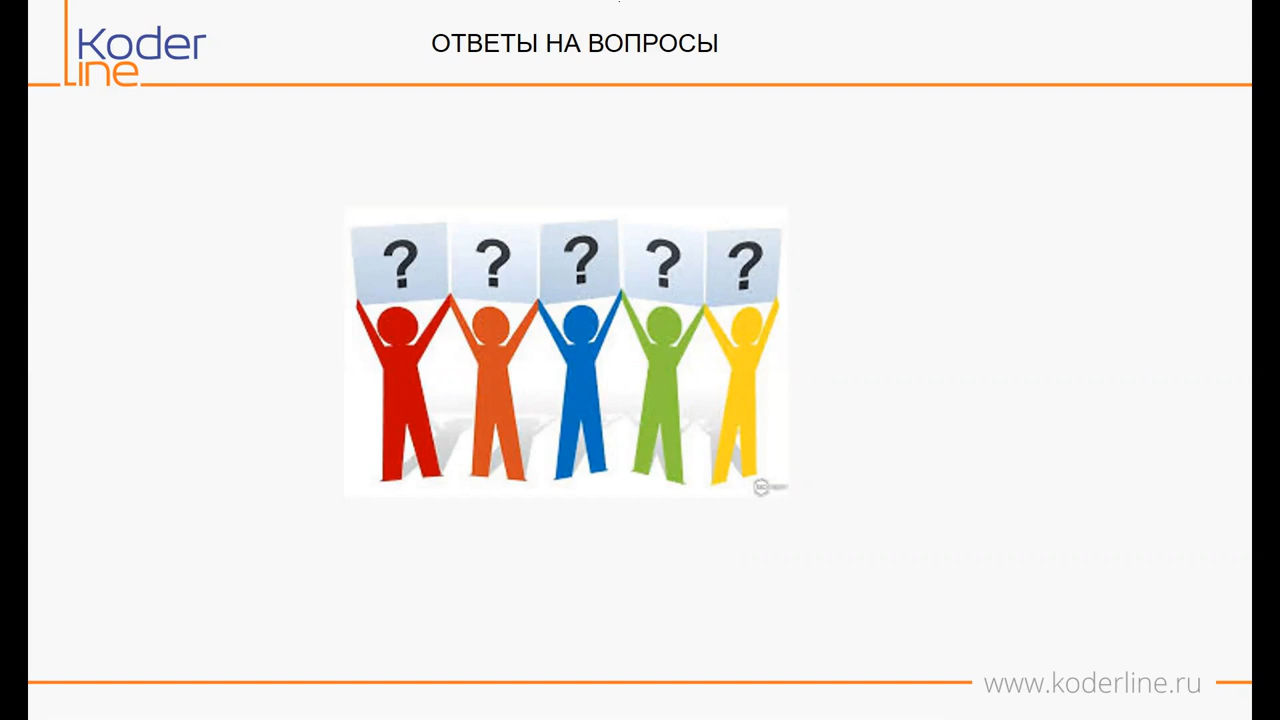 Koder
line
ОТВЕТЫ НА ВОПРОСЫ
? ? ? ? ?
www.koderline.ru